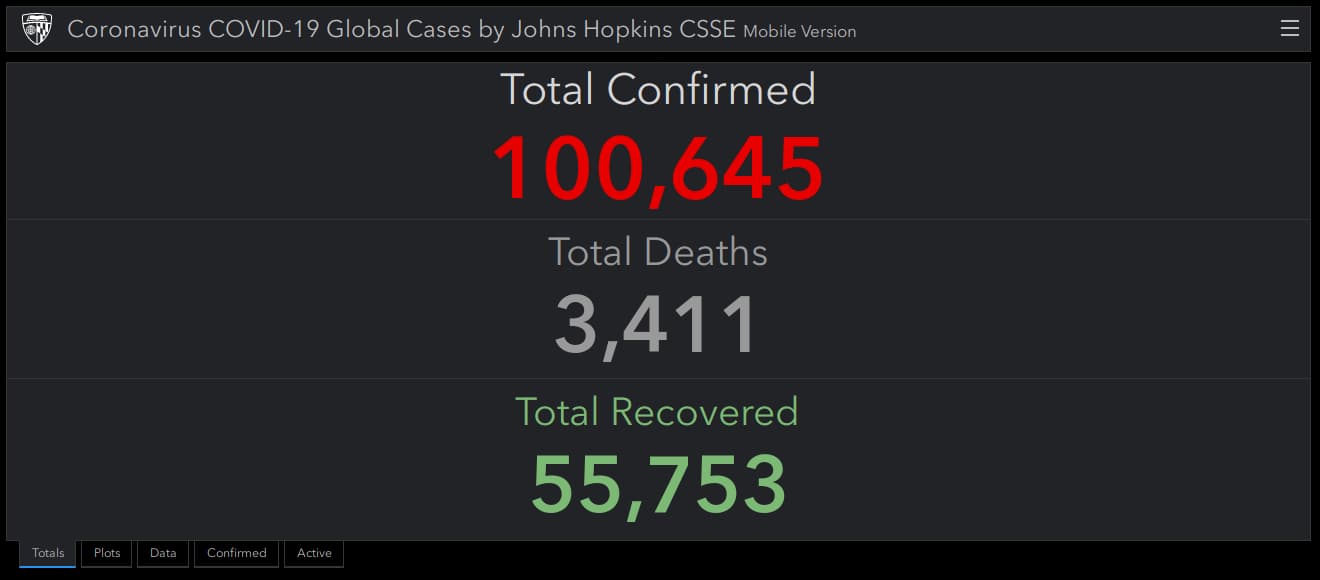 Coronavirus COVID-19 Global Cases by Johns Hopkins CSSE Mobile Version
Total Confirmed
100,645
Total Deaths
3,411
Total Recovered
55,753
Totals Plots Data Confirmed Active